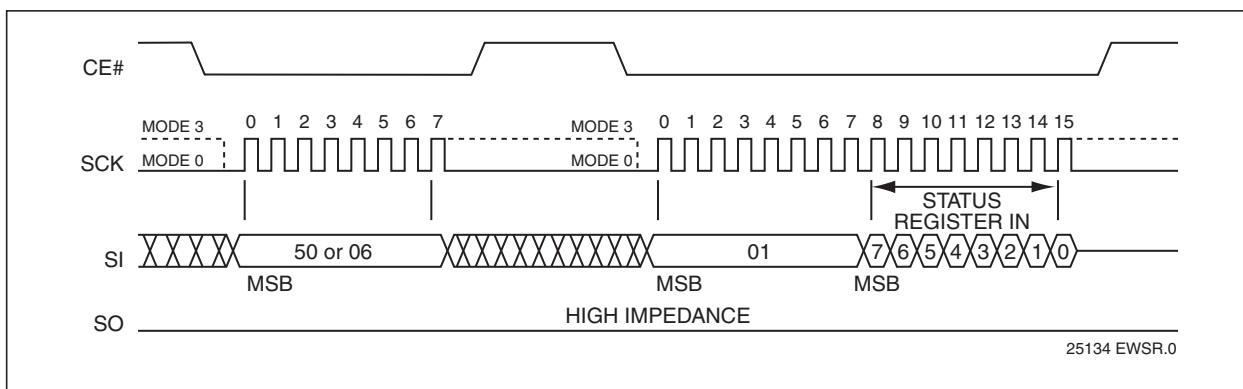 CE#
MODE 3 0 1 2 3 4 5 6 7 MODE 3 0 1 2 3 4 5 6 7 8 9 10 11 12 13 14 15
SCK MODE 0 MODE 0
STATUS
REGISTER IN
SI 50 or 06 01 7 6 5 4 3 2 1 0
MSB MSB MSB
SO HIGH IMPEDANCE
25134 EWSR.0